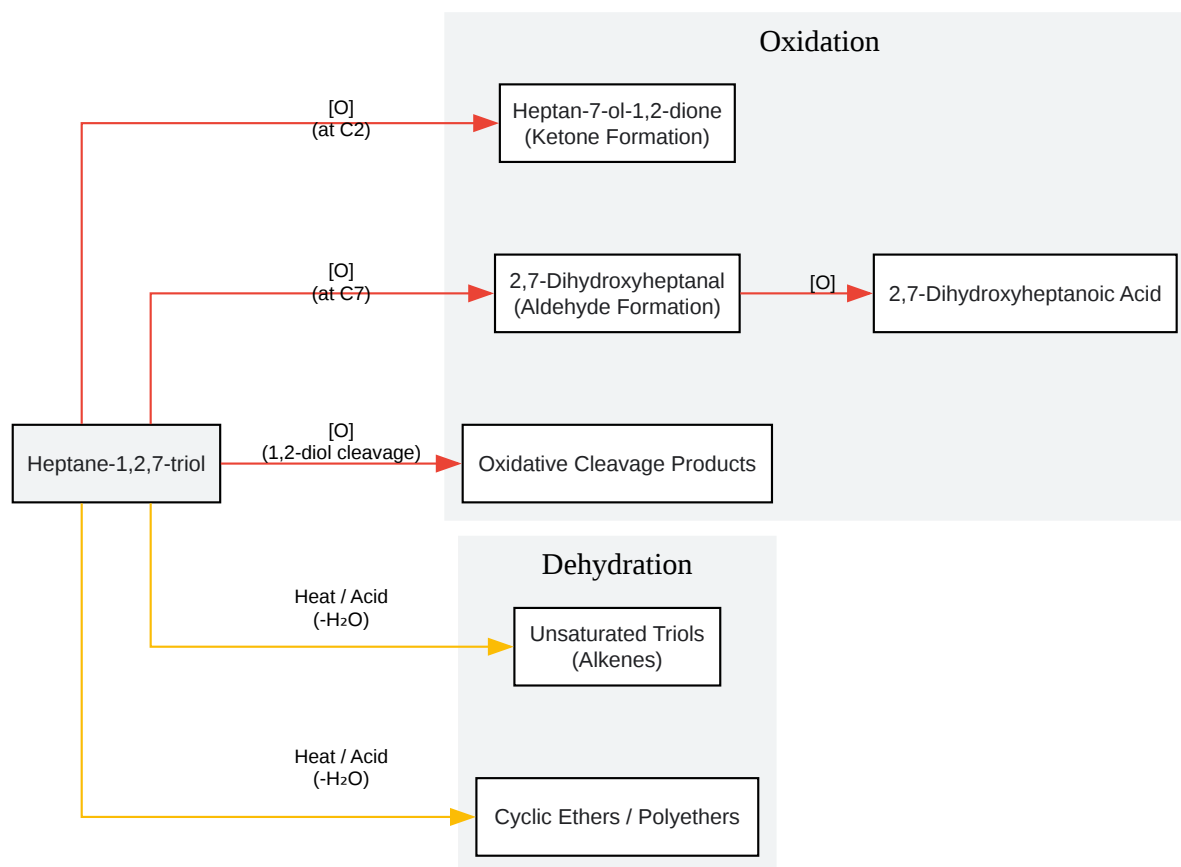 Oxidation
[O]
(at C2)
Heptan-7-ol-1,2-dione
(Ketone Formation)
[O]
(at C7)
2,7-Dihydroxyheptanal
(Aldehyde Formation)
[O]
2,7-Dihydroxyheptanoic Acid
Heptane-1,2,7-triol
[O]
(1,2-diol cleavage)
Oxidative Cleavage Products
Dehydration
Heat / Acid
(-H₂O)
Unsaturated Triols
(Alkenes)
Heat / Acid
(-H₂O)
Cyclic Ethers / Polyethers